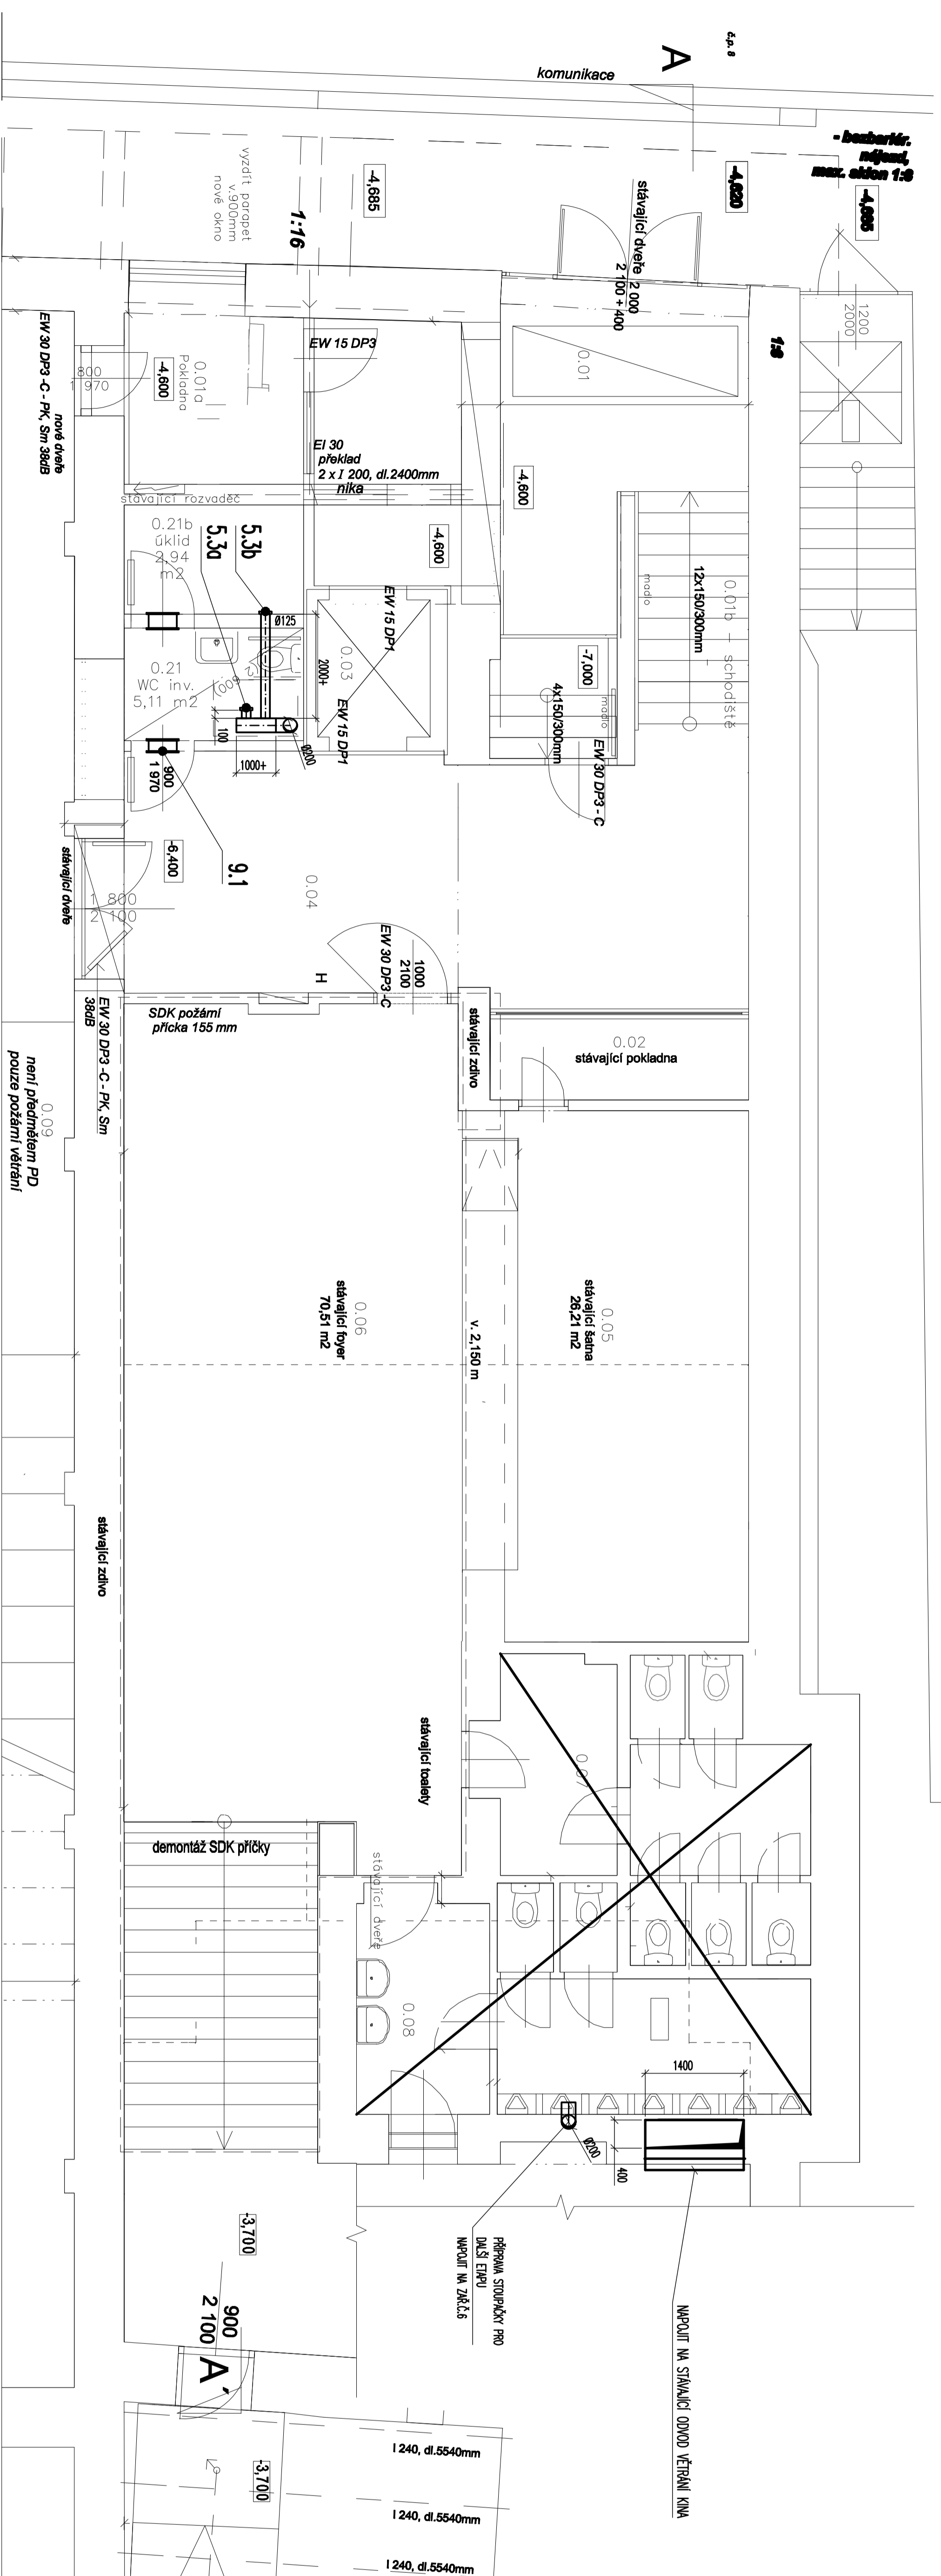 č.p. 8
A
komunikace
- bezbariér.
nájezd,
max. sklon 1:8
-4,620
-4,685
-4,685
vyzdít parapet
v.900mm
nové okno
1:16
stávající dveře
2 000
2 100 + 400
1200
2000
1:8
EW 15 DP3
0.01
0.01a
Pokladna
-4,600
800
1 970
nové dveře
EW 30 DP3 -C - PK, Sm 38dB
EI 30
překlad
2 x I 200, dl.2400mm
nika
stávající rozvaděč
-4,600
-4,600
0.21b
úklid
2,94
m2
5.3b
5.3a
Ø125
2000+
EW 15 DP1
0.03
EW 15 DP1
madlo
12x150/300mm
0.01b - schodiště
-7,000
4x150/300mm
madlo
EW 30 DP3 - C
0.21
WC inv.
5,11 m2
100
1000+
Ø200
900
1 970
9.1
-6,400
stávající dveře
1 800
2 100
0.04
EW 30 DP3 -C
1000
2100
H
SDK požární
přícka 155 mm
EW 30 DP3 -C - PK, Sm
38dB
stávající zdivo
0.02
stávající pokladna
0.09
není předmětem PD
pouze požární větrání
0.06
stávající foyer
70,51 m2
v. 2,150 m
0.05
stávající šatna
26,21 m2
stávající zdivo
stávající toalety
0.07
demontáž SDK příčky
stávající dveře
0.08
1400
Ø200
400
-3,700
PŘÍPRAVA STOUPAČKY PRO
DALŠÍ ETAPU
NAPOJIT NA ZAŘ.Č.6
NAPOJIT NA STÁVAJÍCÍ ODVOD VĚTRÁNÍ KINA
900
2 100
A´
-3,700
I 240, dl.5540mm
I 240, dl.5540mm
I 240, dl.5540mm